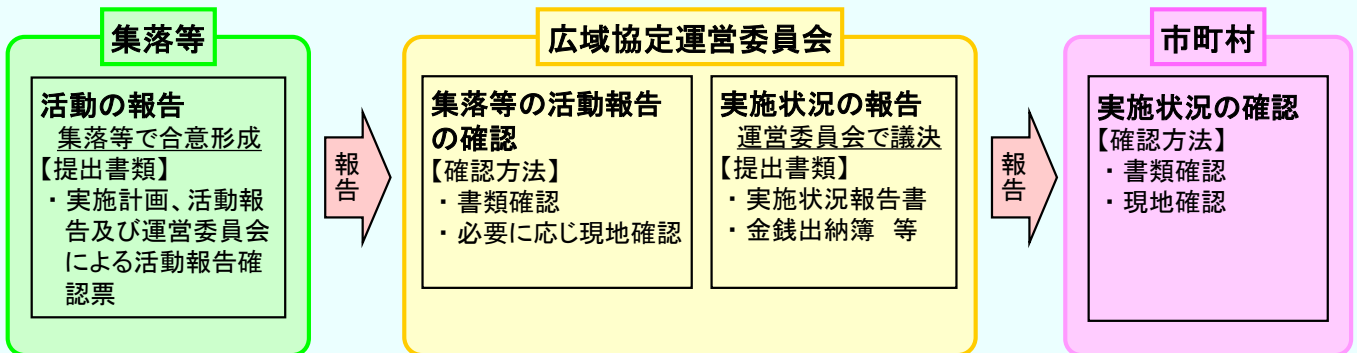 集落等
活動の報告
集落等で合意形成
【提出書類】
・実施計画、活動報
告及び運営委員会
による活動報告確
認票
報告
広域協定運営委員会
集落等の活動報告
の確認
【確認方法】
・書類確認
・必要に応じ現地確認
実施状況の報告
運営委員会で議決
【提出書類】
・実施状況報告書
・金銭出納簿　等
報告
市町村
実施状況の確認
【確認方法】
・書類確認
・現地確認